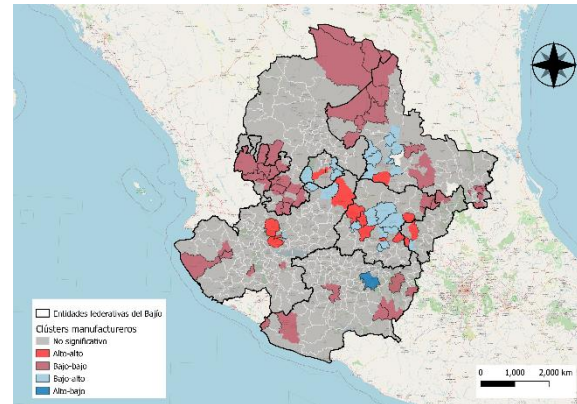 Entidades federativas del Bajío
Clústers manufactureros
No significativo
Alto-alto
Bajo-bajo
Bajo-alto
Alto-bajo
0 1,000 2,000 km